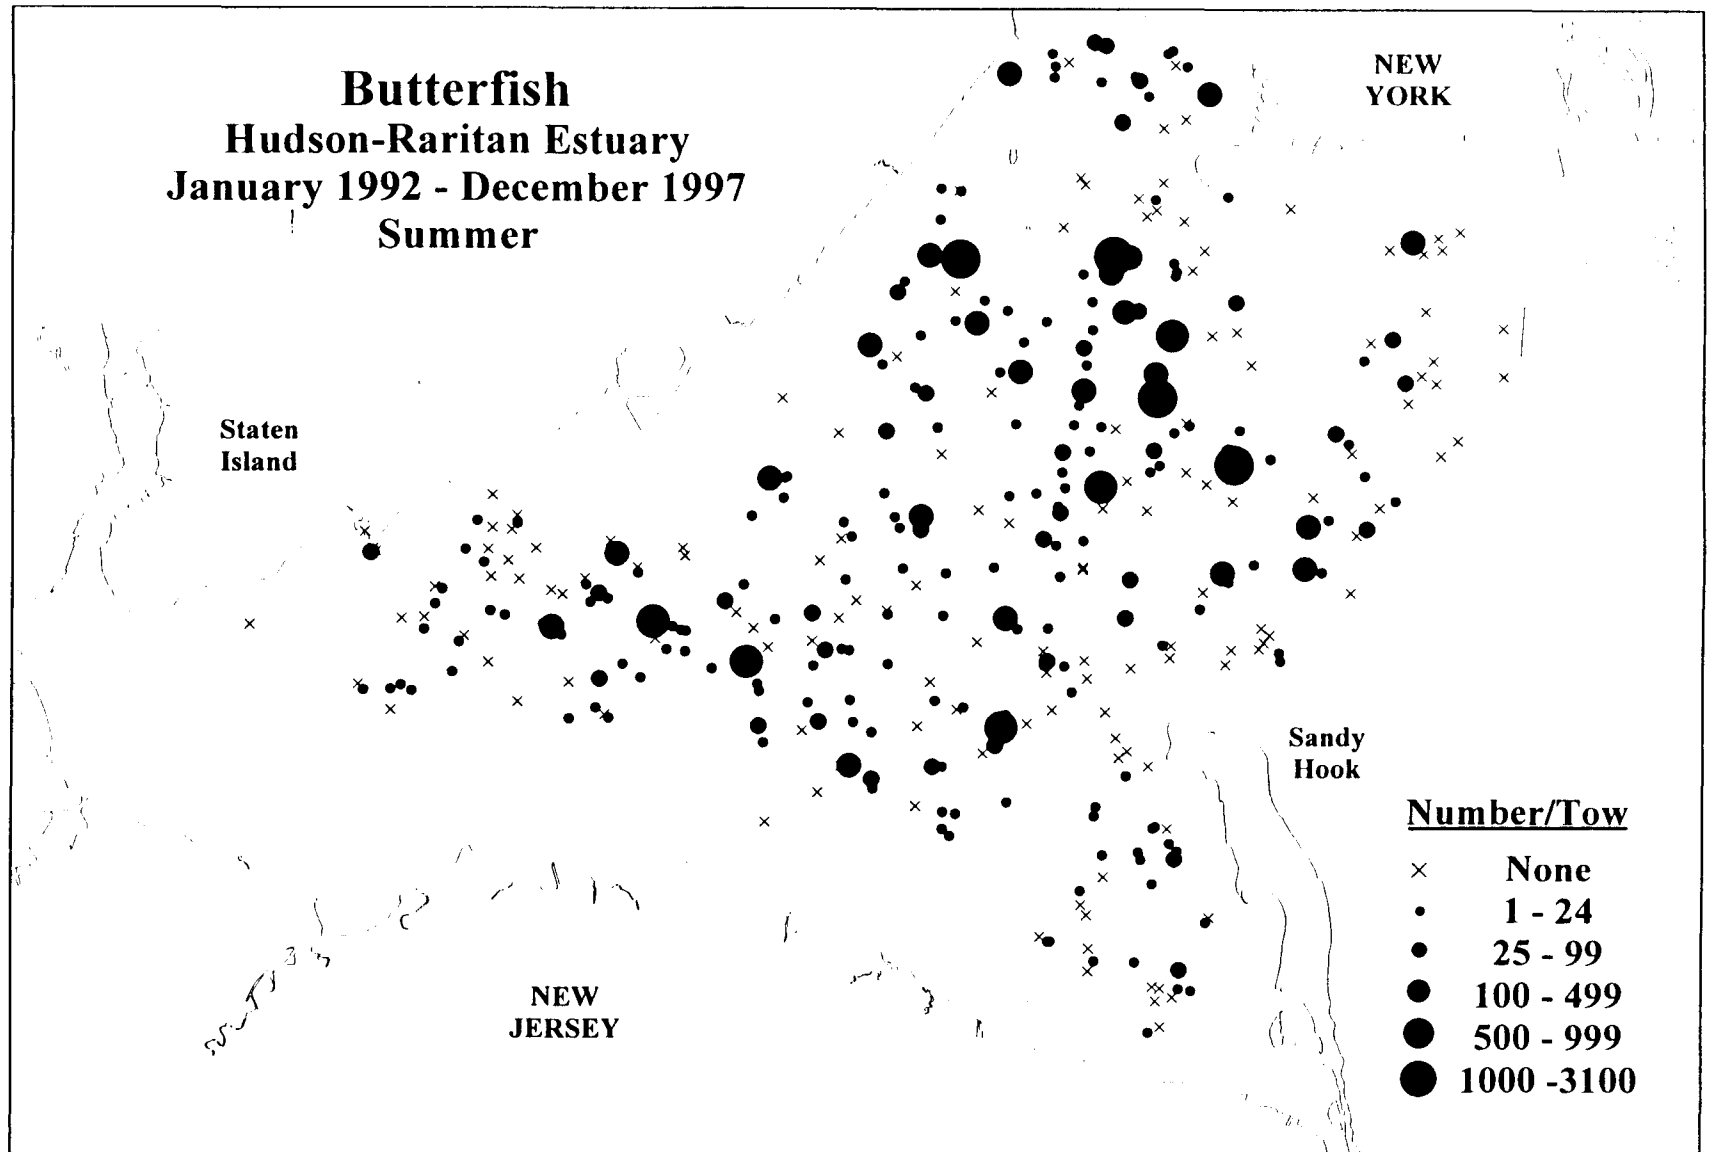 Butterfish
Hudson-Raritan Estuary
January 1992 - December 1997
Summer
NEW
YORK
Staten
Island
Sandy
Hook
NEW
JERSEY
Number/Tow
× None
1 - 24
25 - 99
100 - 499
500 - 999
1000 -3100